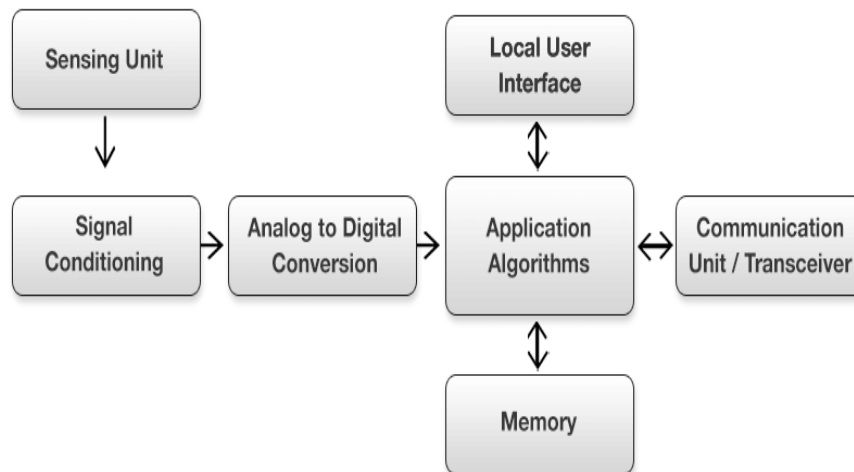 Sensing Unit
Local User
Interface
Signal
Conditioning
Analog to Digital
Conversion
Application
Algorithms
Communication
Unit / Transceiver
Memory